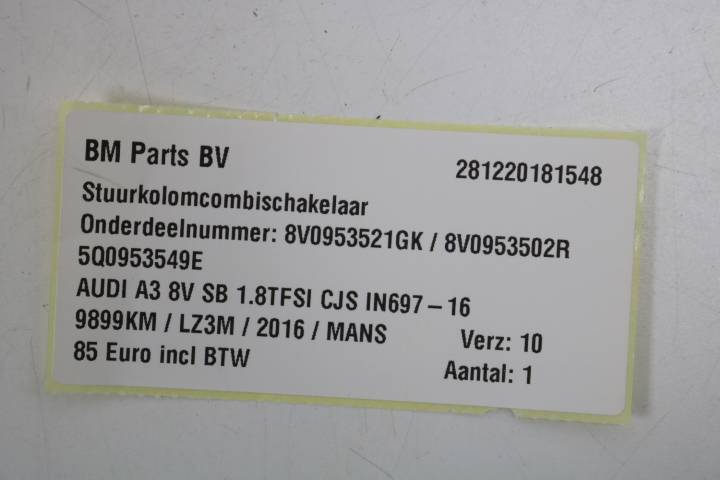 BM Parts BV 281220181548
Stuurkolomcombischakelaar
Onderdeelnummer: 8V0953521GK / 8V0953502R
5Q0953549E
AUDI A3 8V SB 1.8TFSI CJS IN697-16
9899KM / LZ3M / 2016 / MANS Verz: 10
85 Euro incl BTW Aantal: 1